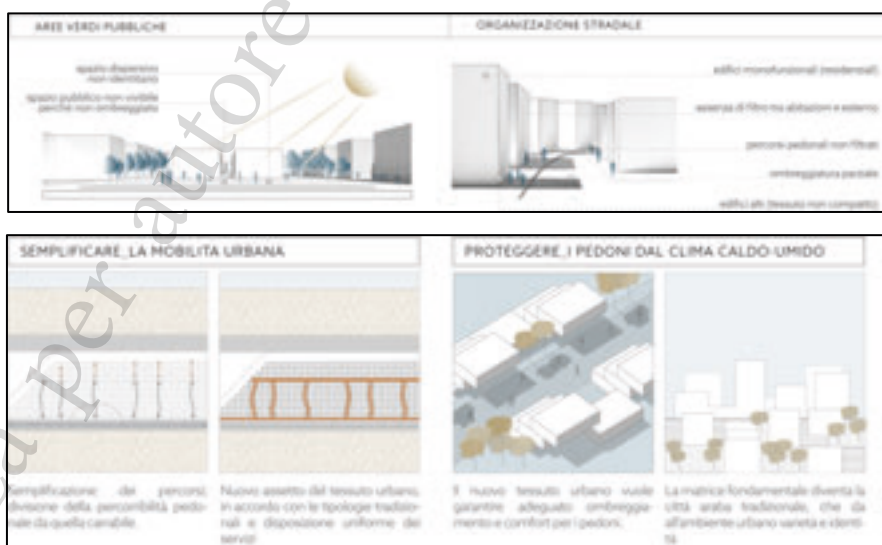 AREE VERDI PUBBLICHE
spazio dispersivo
non identitario
spazio pubblico non vivibile
perché non ombreggiato
ORGANIZZAZIONE STRADALE
edifici monofunzionali (residenziali)
assenza di filtro tra abitazioni e esterno
percorsi pedonali non filtrati
ombreggiatura parziale
edifici alti (tessuto non compatto)
SEMPLIFICARE_LA MOBILITA URBANA
PROTEGGERE_I PEDONI DAL CLIMA CALDO-UMIDO
Semplificazione dei percorsi,
divisione della percorribilità pedo-
nale da quella carrabile.
Nuovo assetto del tessuto urbano,
in accordo con le tipologie tradizio-
nali e disposizione uniforme dei
servizi
Il nuovo tessuto urbano vuole
garantire adeguato ombreggia-
mento e comfort per i pedoni.
La matrice fondamentale diventa la
città araba tradizionale, che da
all'ambiente urbano varietà e identi-
tà.
per autore